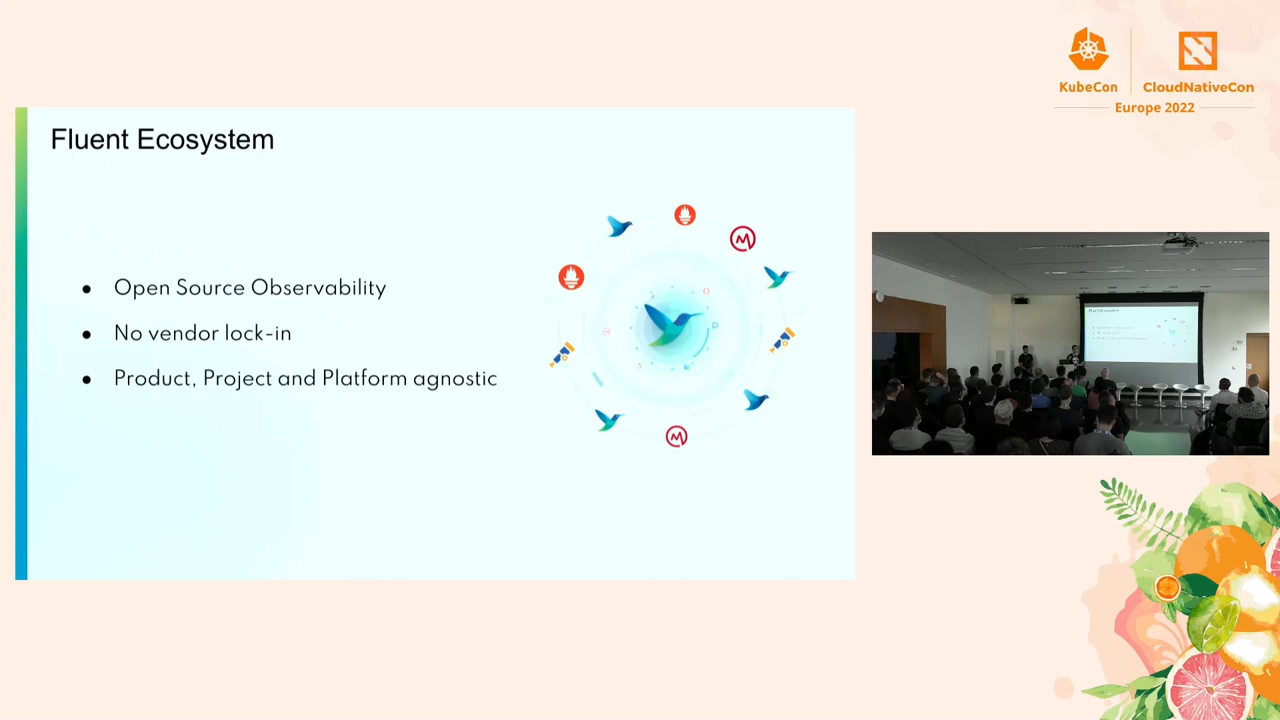 KubeCon
CloudNativeCon
Europe 2022
Fluent Ecosystem
Open Source Observability
No vendor lock-in
Product, Project and Platform agnostic